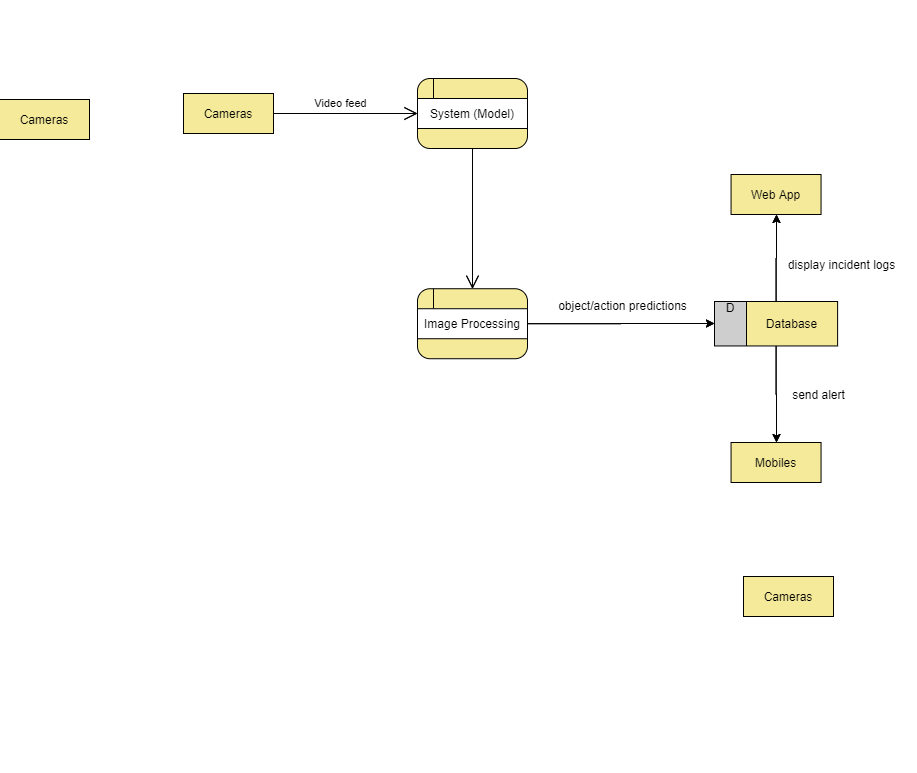 Cameras
Cameras
Video feed
System (Model)
Web App
display incident logs
Image Processing
object/action predictions
D
Database
send alert
Mobiles
Cameras